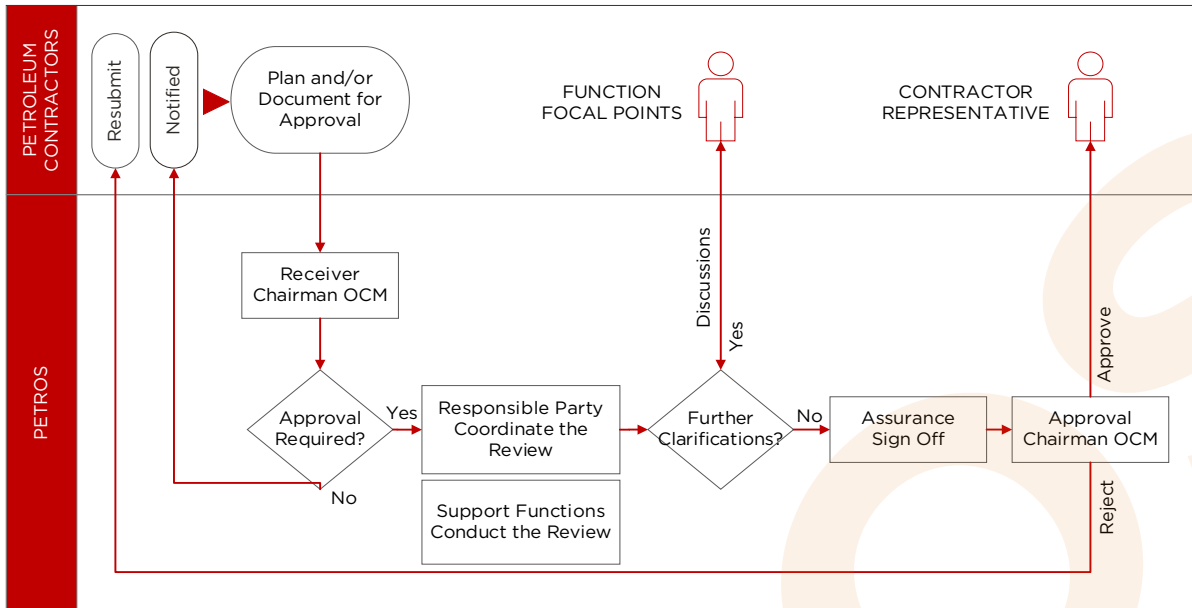 PETROLEUM
CONTRACTORS
Resubmit
Notified
Plan and/or
Document for
Approval
FUNCTION
FOCAL POINTS
CONTRACTOR
REPRESENTATIVE
PETROS
Receiver
Chairman OCM
Approval
Required?
Yes
No
Responsible Party
Coordinate the
Review
Support Functions
Conduct the Review
Discussions
Yes
Further
Clarifications?
No
Assurance
Sign Off
Approval
Chairman OCM
Approve
Reject